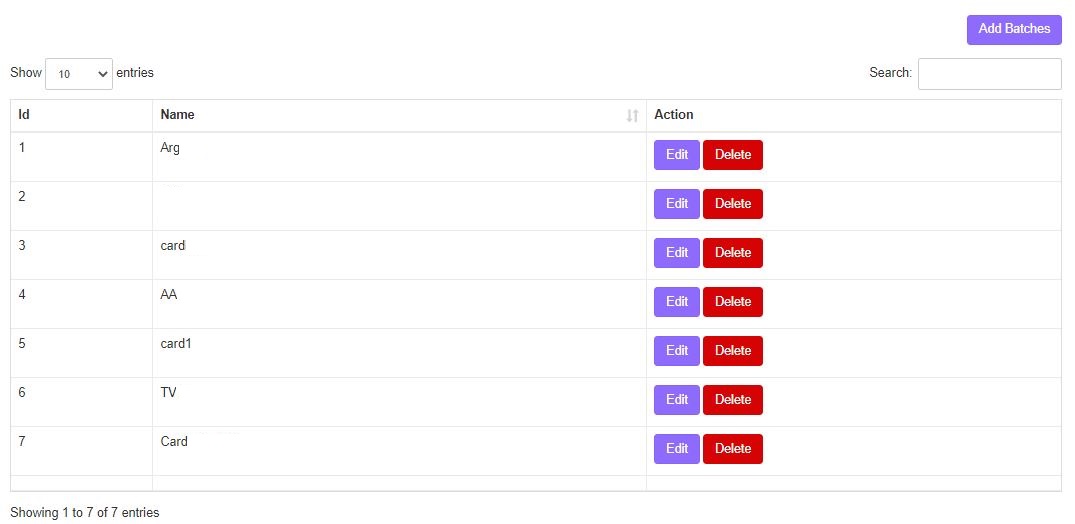 Add Batches
Show 10 entries Search:
Id Name Action
1 Arg Edit Delete
2 Edit Delete
3 card Edit Delete
4 AA Edit Delete
5 card1 Edit Delete
6 TV Edit Delete
7 Card Edit Delete
Showing 1 to 7 of 7 entries